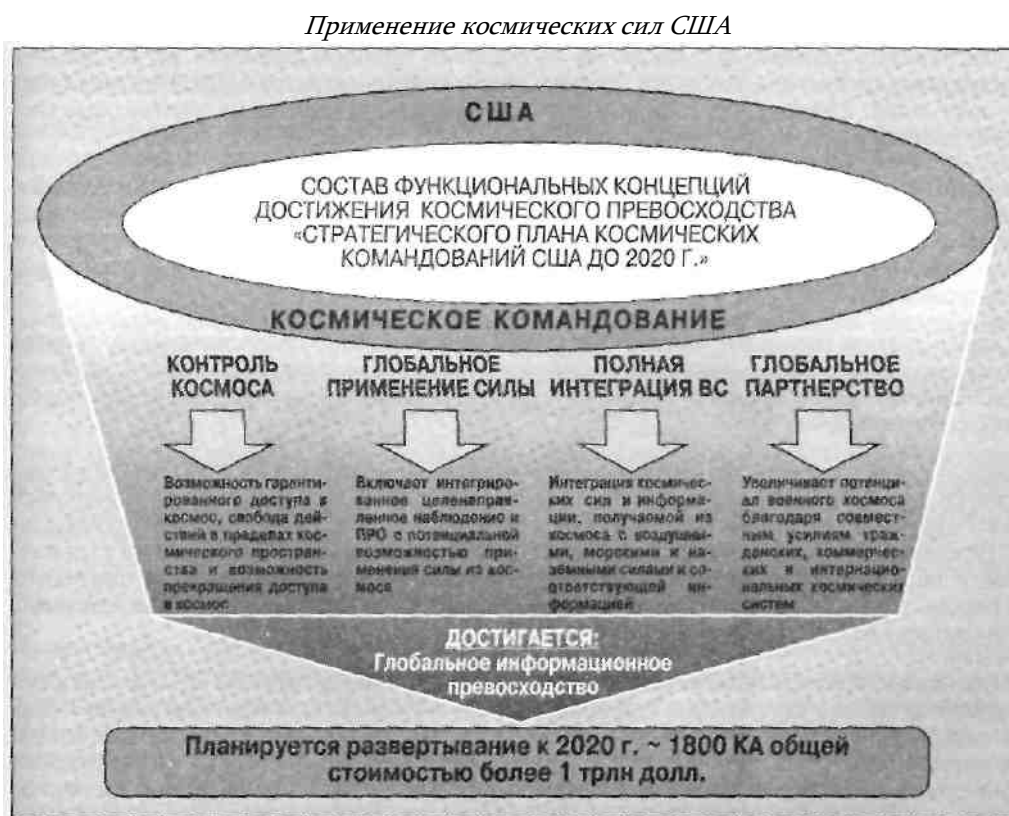 Применение космических сил США
США
СОСТАВ ФУНКЦИОНАЛЬНЫХ КОНЦЕПЦИЙ
ДОСТИЖЕНИЯ КОСМИЧЕСКОГО ПРЕВОСХОДСТВА
«СТРАТЕГИЧЕСКОГО ПЛАНА КОСМИЧЕСКИХ
КОМАНДОВАНИЙ США ДО 2020 Г.»
КОСМИЧЕСКОЕ КОМАНДОВАНИЕ
КОНТРОЛЬ
КОСМОСА
Возможность гаранти-
рованного доступа в
космос, свобода дей-
ствий в пределах кос-
мического простран-
ства и возможность
прекращения доступа
в космос
ГЛОБАЛЬНОЕ
ПРИМЕНЕНИЕ СИЛЫ
Включает интегриро-
ванное целенаправ-
ленное наблюдение и
ПРО с потенциальной
возможностью при-
менения силы из кос-
моса
ПОЛНАЯ
ИНТЕГРАЦИЯ ВС
Интеграция космичес-
ких сил и информа-
ции, получаемой из
космоса с воздушны-
ми, морскими и на-
земными силами и со-
ответствующей ин-
формацией
ГЛОБАЛЬНОЕ
ПАРТНЕРСТВО
Увеличивает потенци-
ал военного космоса
благодаря совмест-
ным усилиям граж-
данских, коммерчес-
ких и интернацио-
нальных космических
систем
ДОСТИГАЕТСЯ:
Глобальное информационное
превосходство
Планируется развертывание к 2020 г. ~ 1800 КА общей
стоимостью более 1 трлн долл.